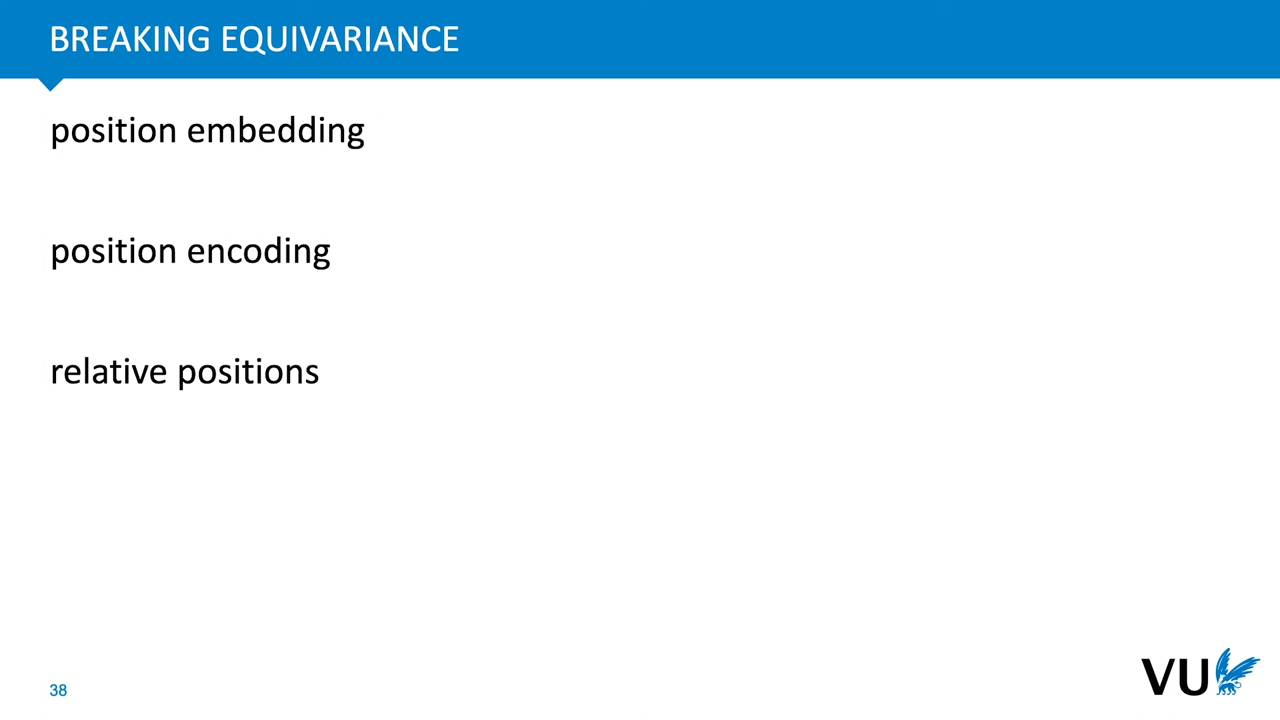 BREAKING EQUIVARIANCE
position embedding
position encoding
relative positions
38
VU